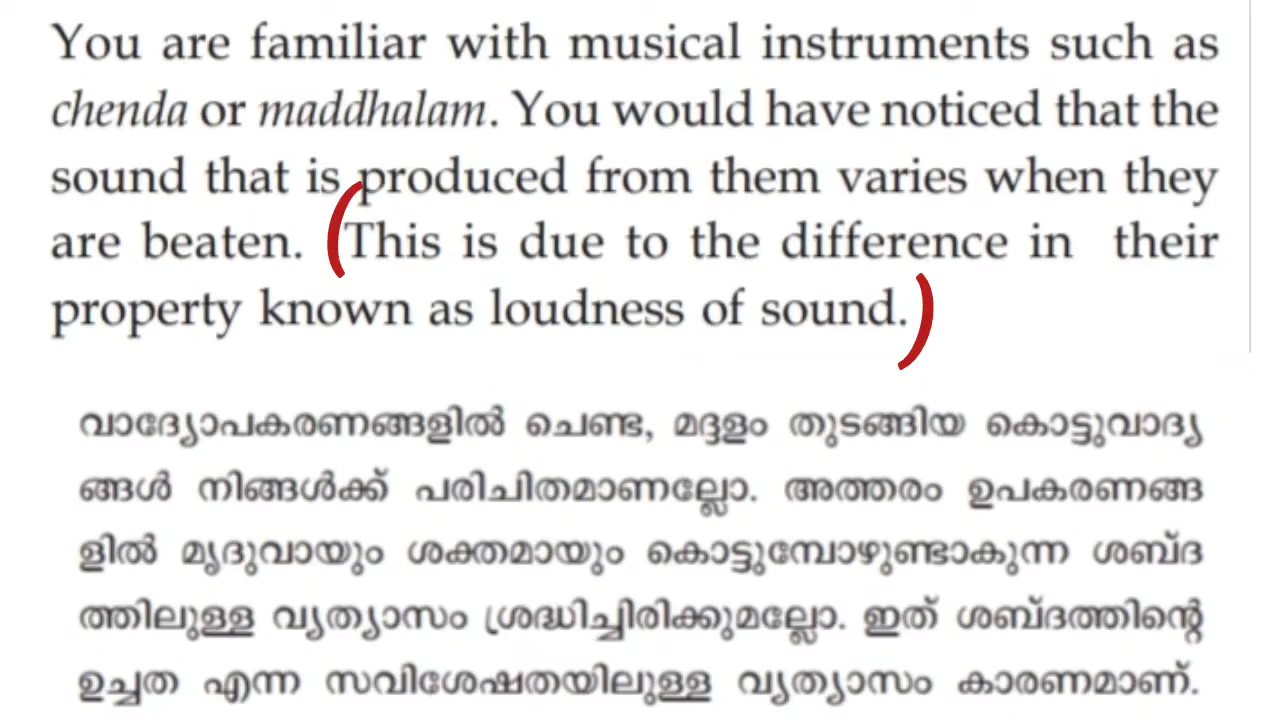 You are familiar with musical instruments such as
chenda or maddhalam. You would have noticed that the
sound that is produced from them varies when they
are beaten. (This is due to the difference in their
property known as loudness of sound.)
വാദ്യോപകരണങ്ങളിൽ ചെണ്ട, മദ്ദളം തുടങ്ങിയ കൊട്ടുവാദ്യ
ങ്ങൾ നിങ്ങൾക്ക് പരിചിതമാണല്ലോ. അത്തരം ഉപകരണങ്ങ
ളിൽ മൃദുവായും ശക്തമായും കൊട്ടുമ്പോഴുണ്ടാകുന്ന ശബ്ദ
ത്തിലുള്ള വ്യത്യാസം ശ്രദ്ധിച്ചിരിക്കുമല്ലോ. ഇത് ശബ്ദത്തിന്റെ
ഉച്ചത എന്ന സവിശേഷതയിലുള്ള വ്യത്യാസം കാരണമാണ്.